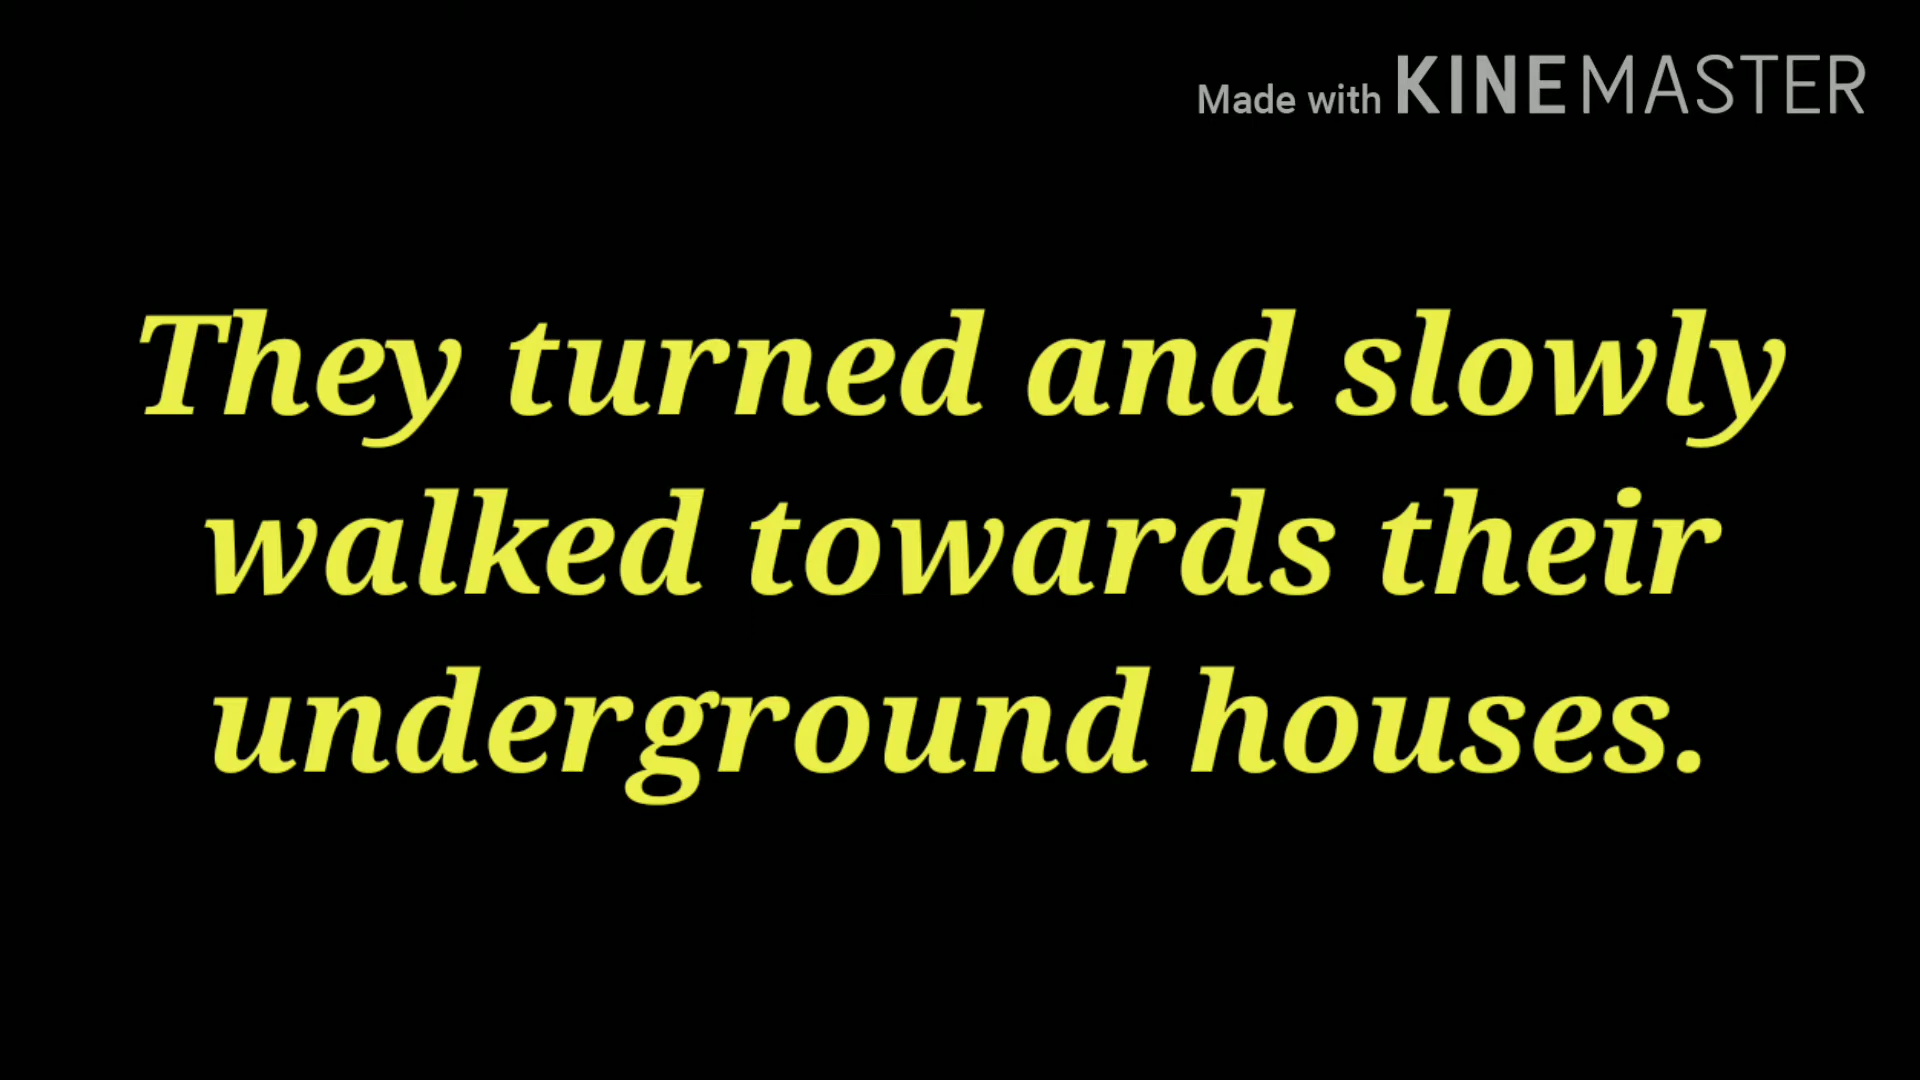 Made with KINEMASTER
They turned and slowly
walked towards their
underground houses.